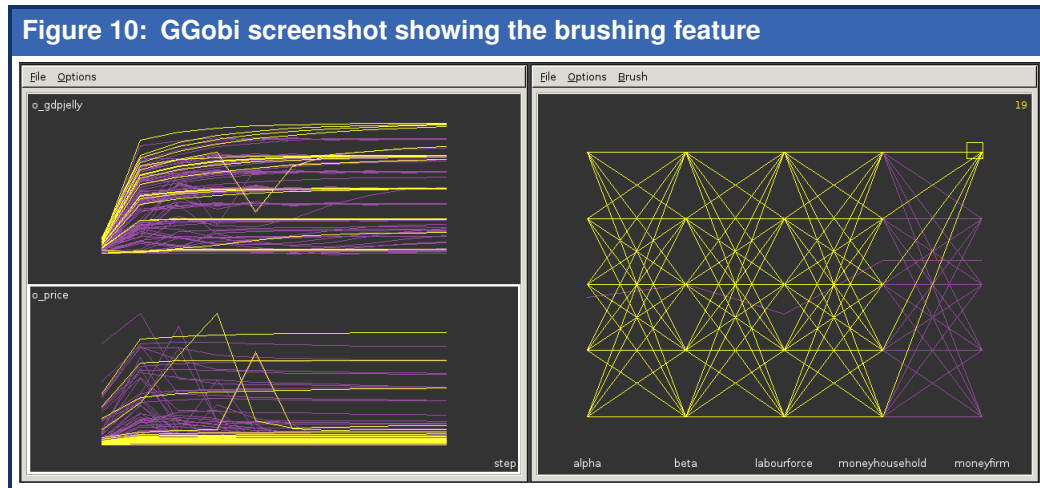 Figure 10: GGobi screenshot showing the brushing feature
File Options
o_gdpjelly
o_price
step
File Options Brush
19
alpha beta labourforce moneyhousehold moneyfirm